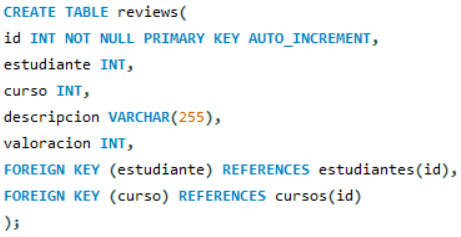 CREATE TABLE reviews(
id INT NOT NULL PRIMARY KEY AUTO_INCREMENT,
estudiante INT,
curso INT,
descripcion VARCHAR(255),
valoracion INT,
FOREIGN KEY (estudiante) REFERENCES estudiantes(id),
FOREIGN KEY (curso) REFERENCES cursos(id)
);